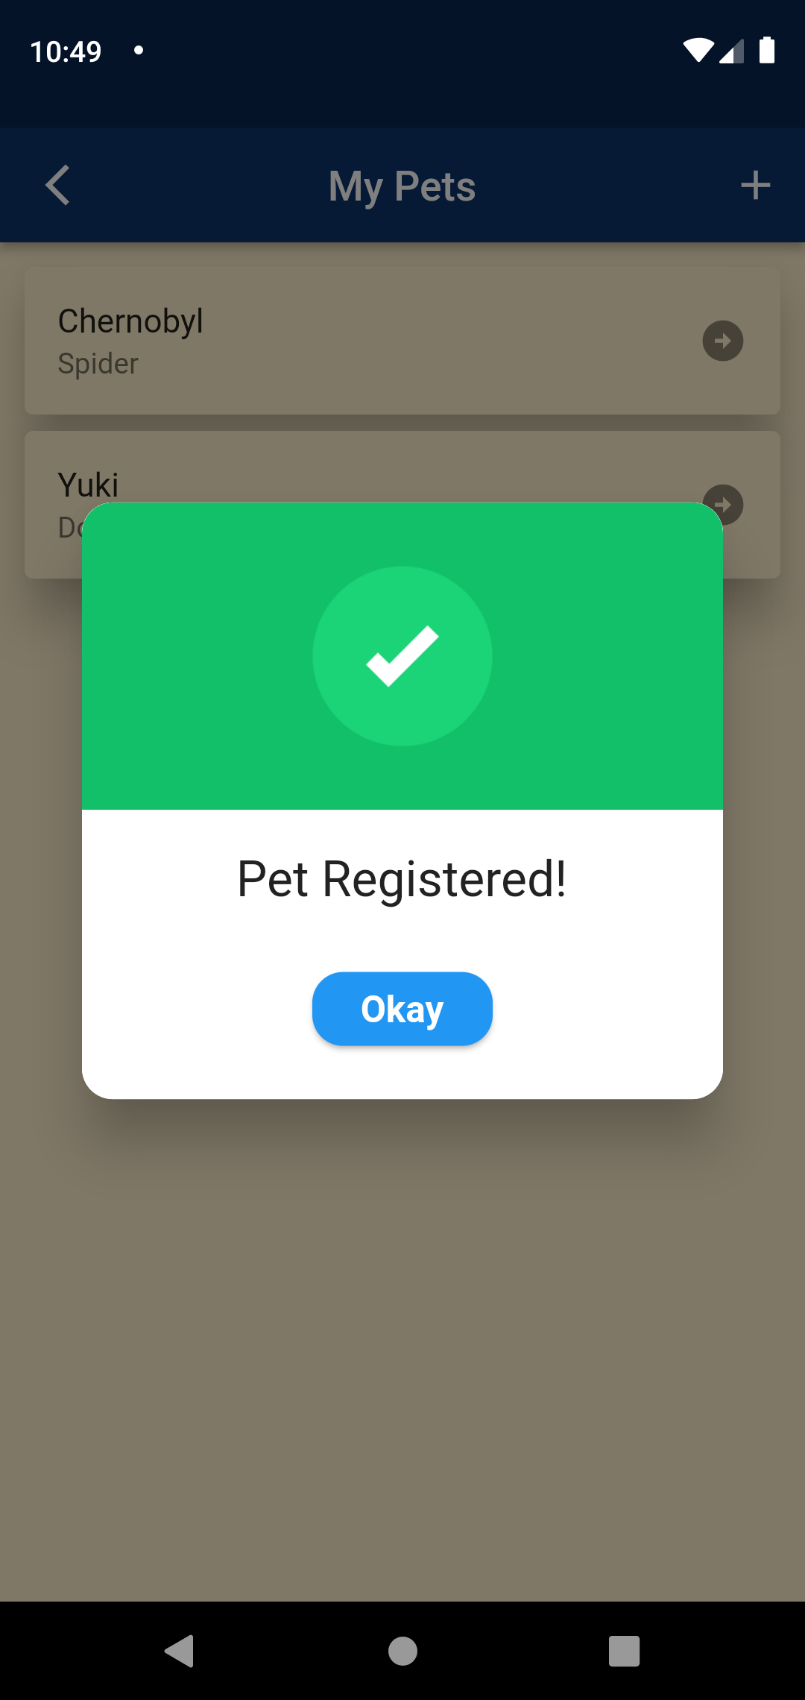 10:49
My Pets
Chernobyl
Spider
Yuki
Pet Registered!
Okay